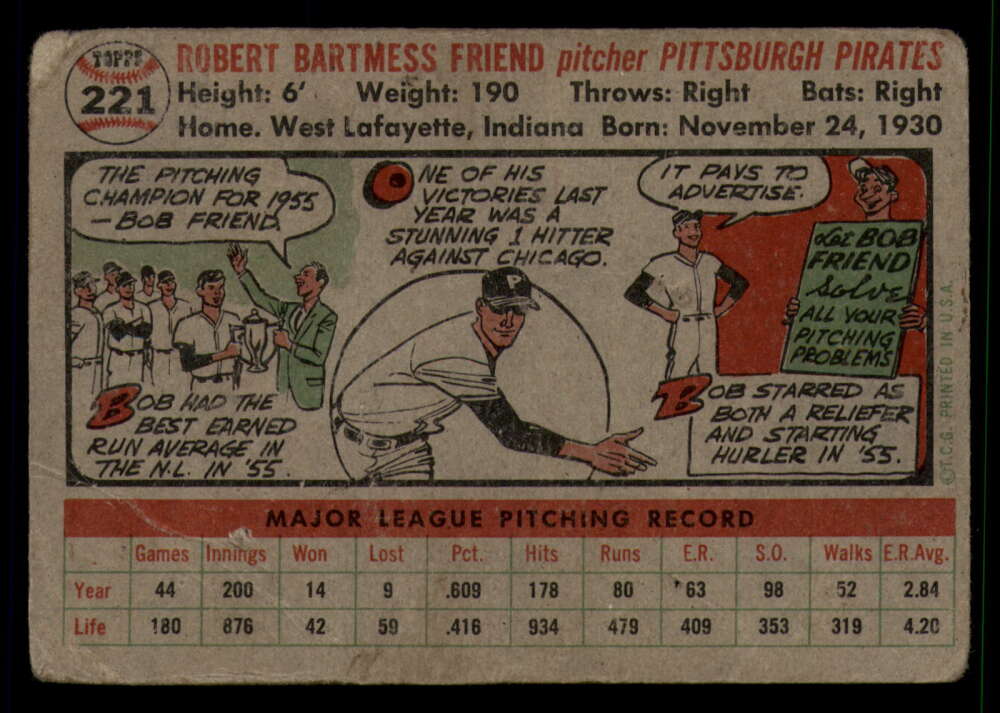 TOPPS
221
ROBERT BARTMESS FRIEND pitcher PITTSBURGH PIRATES
Height: 6' Weight: 190 Throws: Right Bats: Right
Home. West Lafayette, Indiana Born: November 24, 1930
THE PITCHING
CHAMPION FOR 1955
— BOB FRIEND
BOB HAD THE
BEST EARNED
RUN AVERAGE IN
THE N.L. IN '55.
ONE OF HIS
VICTORIES LAST
YEAR WAS A
STUNNING 1 HITTER
AGAINST CHICAGO.
P
IT PAYS TO
ADVERTISE.
Let BOB
FRIEND
Solve
ALL YOUR
PITCHING
PROBLEMS
BOB STARRED AS
BOTH A RELIEFER
AND STARTING
HURLER IN '55.
©T.C.G. PRINTED IN U.S.A.
MAJOR LEAGUE PITCHING RECORD
Games Innings Won Lost Pct. Hits Runs E.R. S.O. Walks E.R.Avg.
Year 44 200 14 9 .609 178 80 63 98 52 2.84
Life 180 876 42 59 .416 934 479 409 353 319 4.20